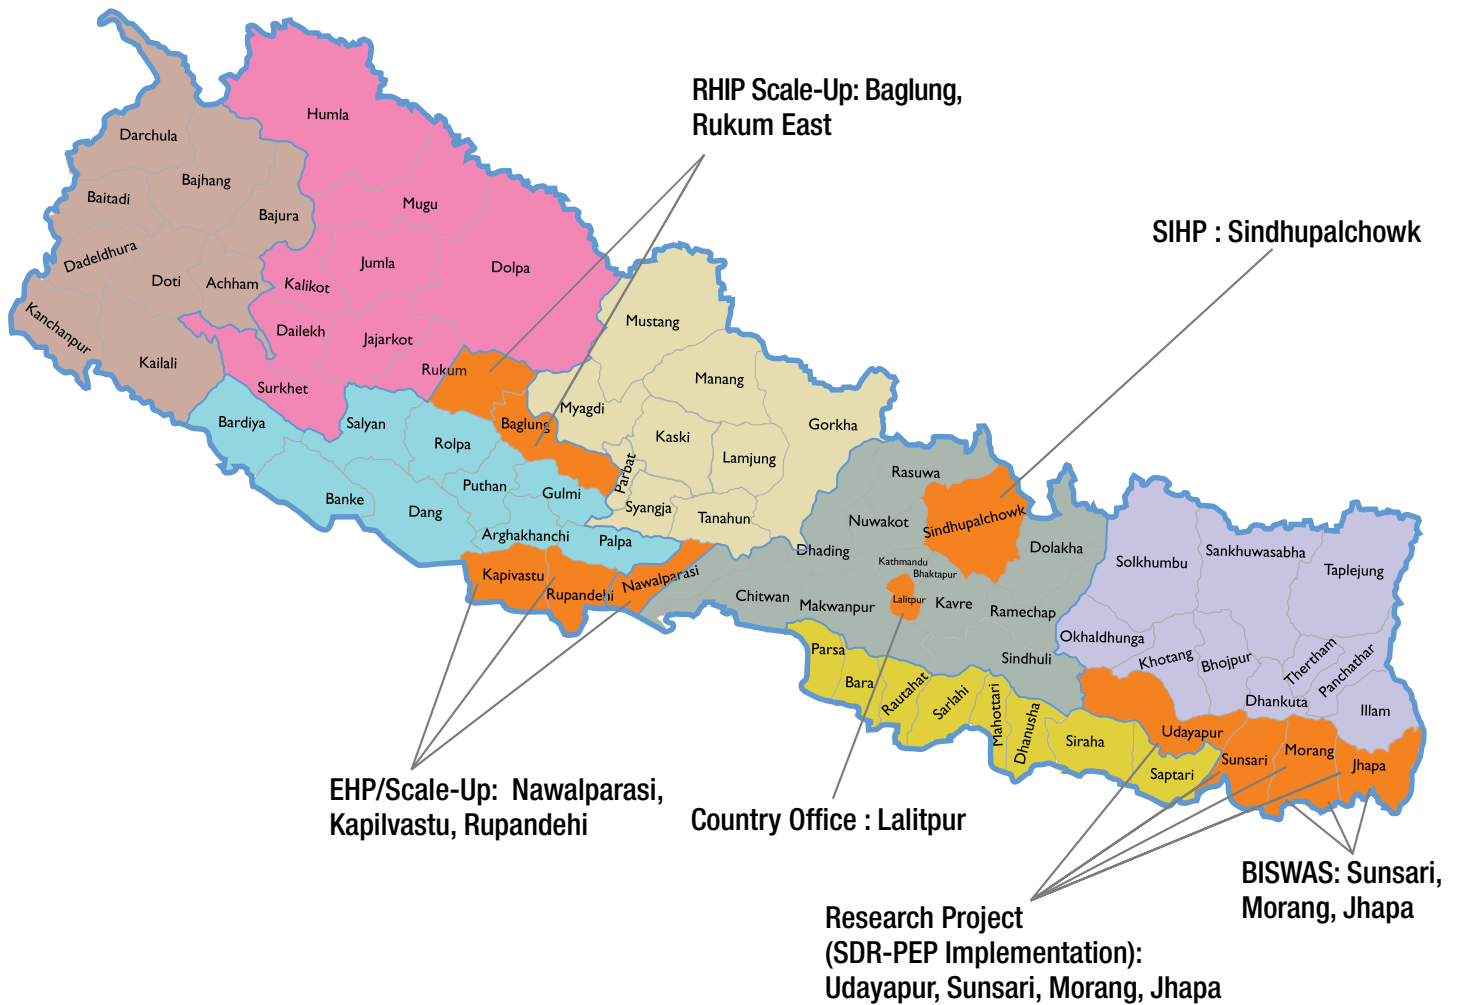 RHIP Scale-Up: Baglung,
Rukum East
SIHP : Sindhupalchowk
Humla
Darchula
Bajhang
Baitadi
Bajura
Mugu
Dadeldhura
Doti
Achham
Kalikot
Jumla
Dolpa
Kanchanpur
Kailali
Dailekh
Jajarkot
Surkhet
Rukum
Mustang
Manang
Myagdi
Gorkha
Bardiya
Salyan
Rolpa
Baglung
Kaski
Lamjung
Parbat
Banke
Dang
Puthan
Gulmi
Syangja
Tanahun
Arghakhanchi
Palpa
Kapivastu
Rupandehi
Nawalparasi
Rasuwa
Nuwakot
Sindhupalchowk
Dhading
Dolakha
Kathmandu
Bhaktapur
Chitwan
Makwanpur
Lalitpur
Kavre
Ramechap
Sindhuli
Solkhumbu
Sankhuwasabha
Taplejung
Okhaldhunga
Khotang
Bhojpur
Thertham
Panchathar
Dhankuta
Illam
Parsa
Bara
Rautahat
Sarlahi
Mahottari
Dhanusha
Siraha
Saptari
Udayapur
Sunsari
Morang
Jhapa
EHP/Scale-Up: Nawalparasi,
Kapilvastu, Rupandehi
Country Office : Lalitpur
BISWAS: Sunsari,
Morang, Jhapa
Research Project
(SDR-PEP Implementation):
Udayapur, Sunsari, Morang, Jhapa